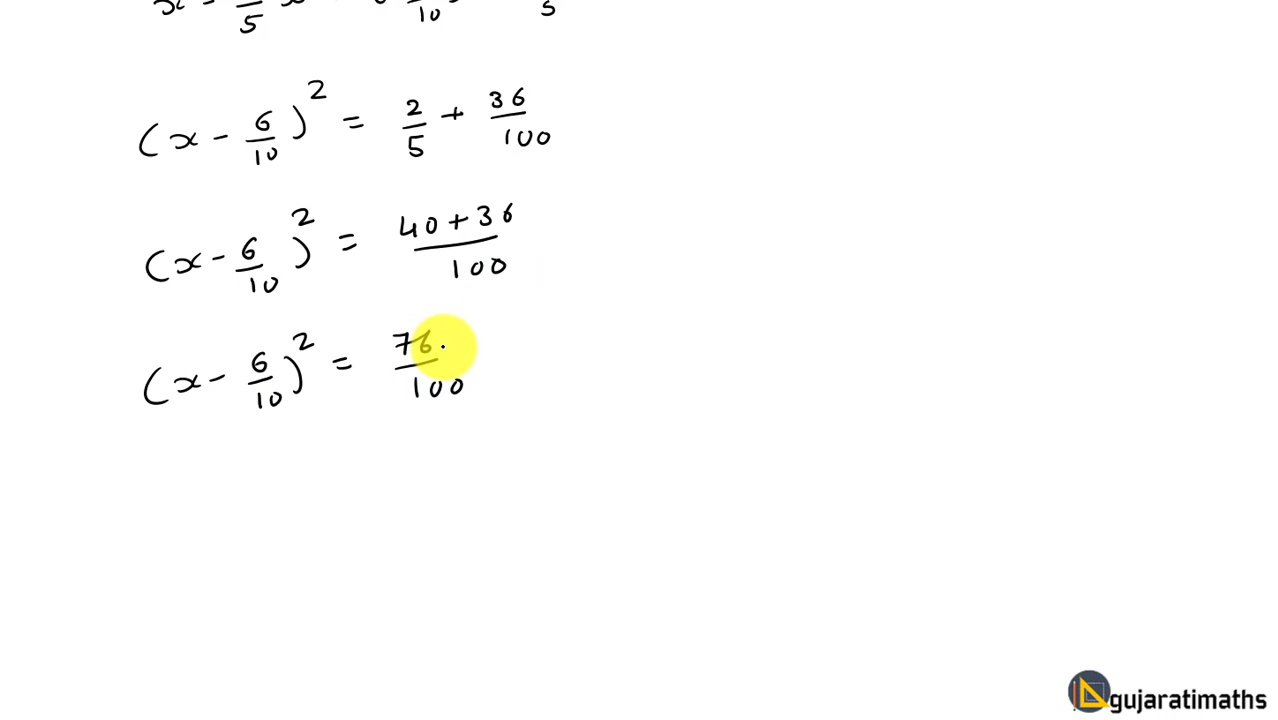 (x - 6/10)^2 = 2/5 + 36/100
(x - 6/10)^2 = 40 + 36/100
(x - 6/10)^2 = 76/100
gujaratimaths